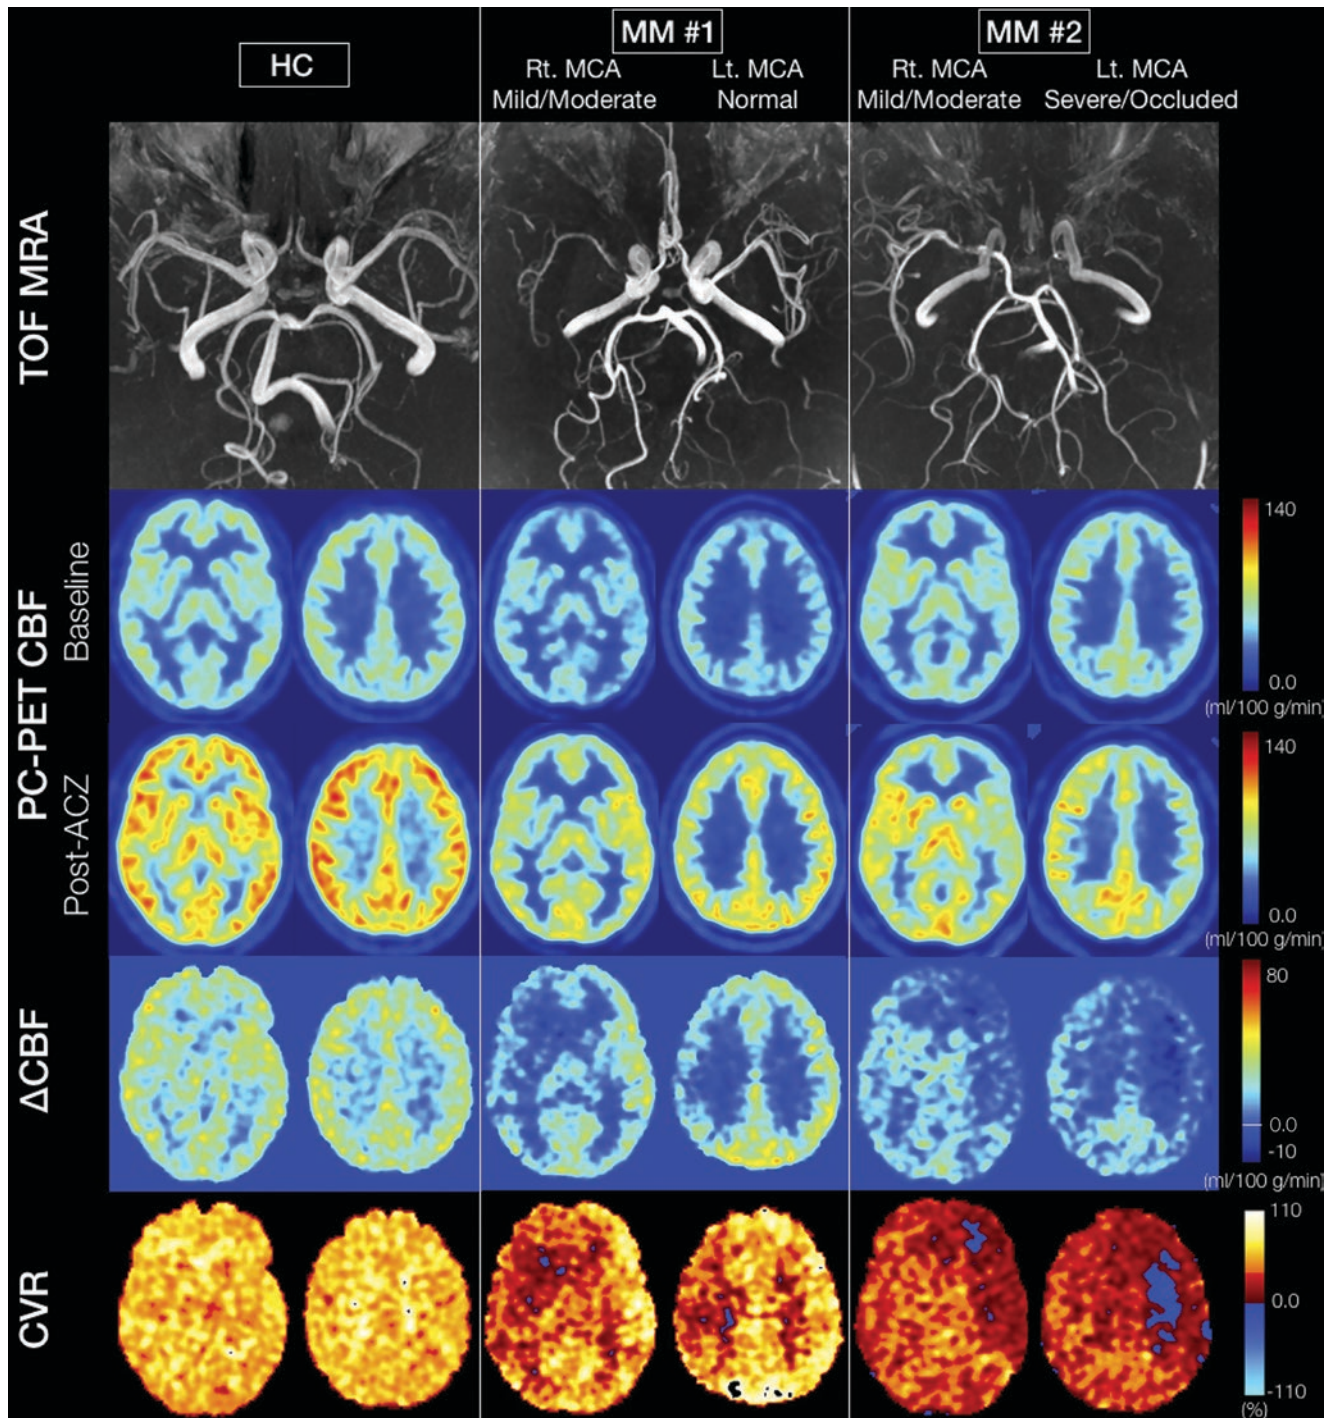 HC
MM #1
MM #2
Rt. MCA
Mild/Moderate
Lt. MCA
Normal
Rt. MCA
Mild/Moderate
Lt. MCA
Severe/Occluded
TOF MRA
PC-PET CBF
Baseline
140
0.0
(ml/100 g/min)
Post-ACZ
140
0.0
(ml/100 g/min)
ΔCBF
80
0.0
-10
(ml/100 g/min)
CVR
110
0.0
-110
(%)